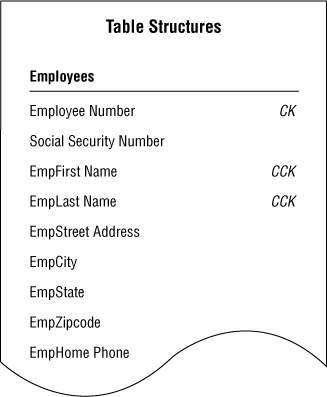 Table Structures
Employees
Employee Number CK
Social Security Number
EmpFirst Name CCK
EmpLast Name CCK
EmpStreet Address
EmpCity
EmpState
EmpZipcode
EmpHome Phone